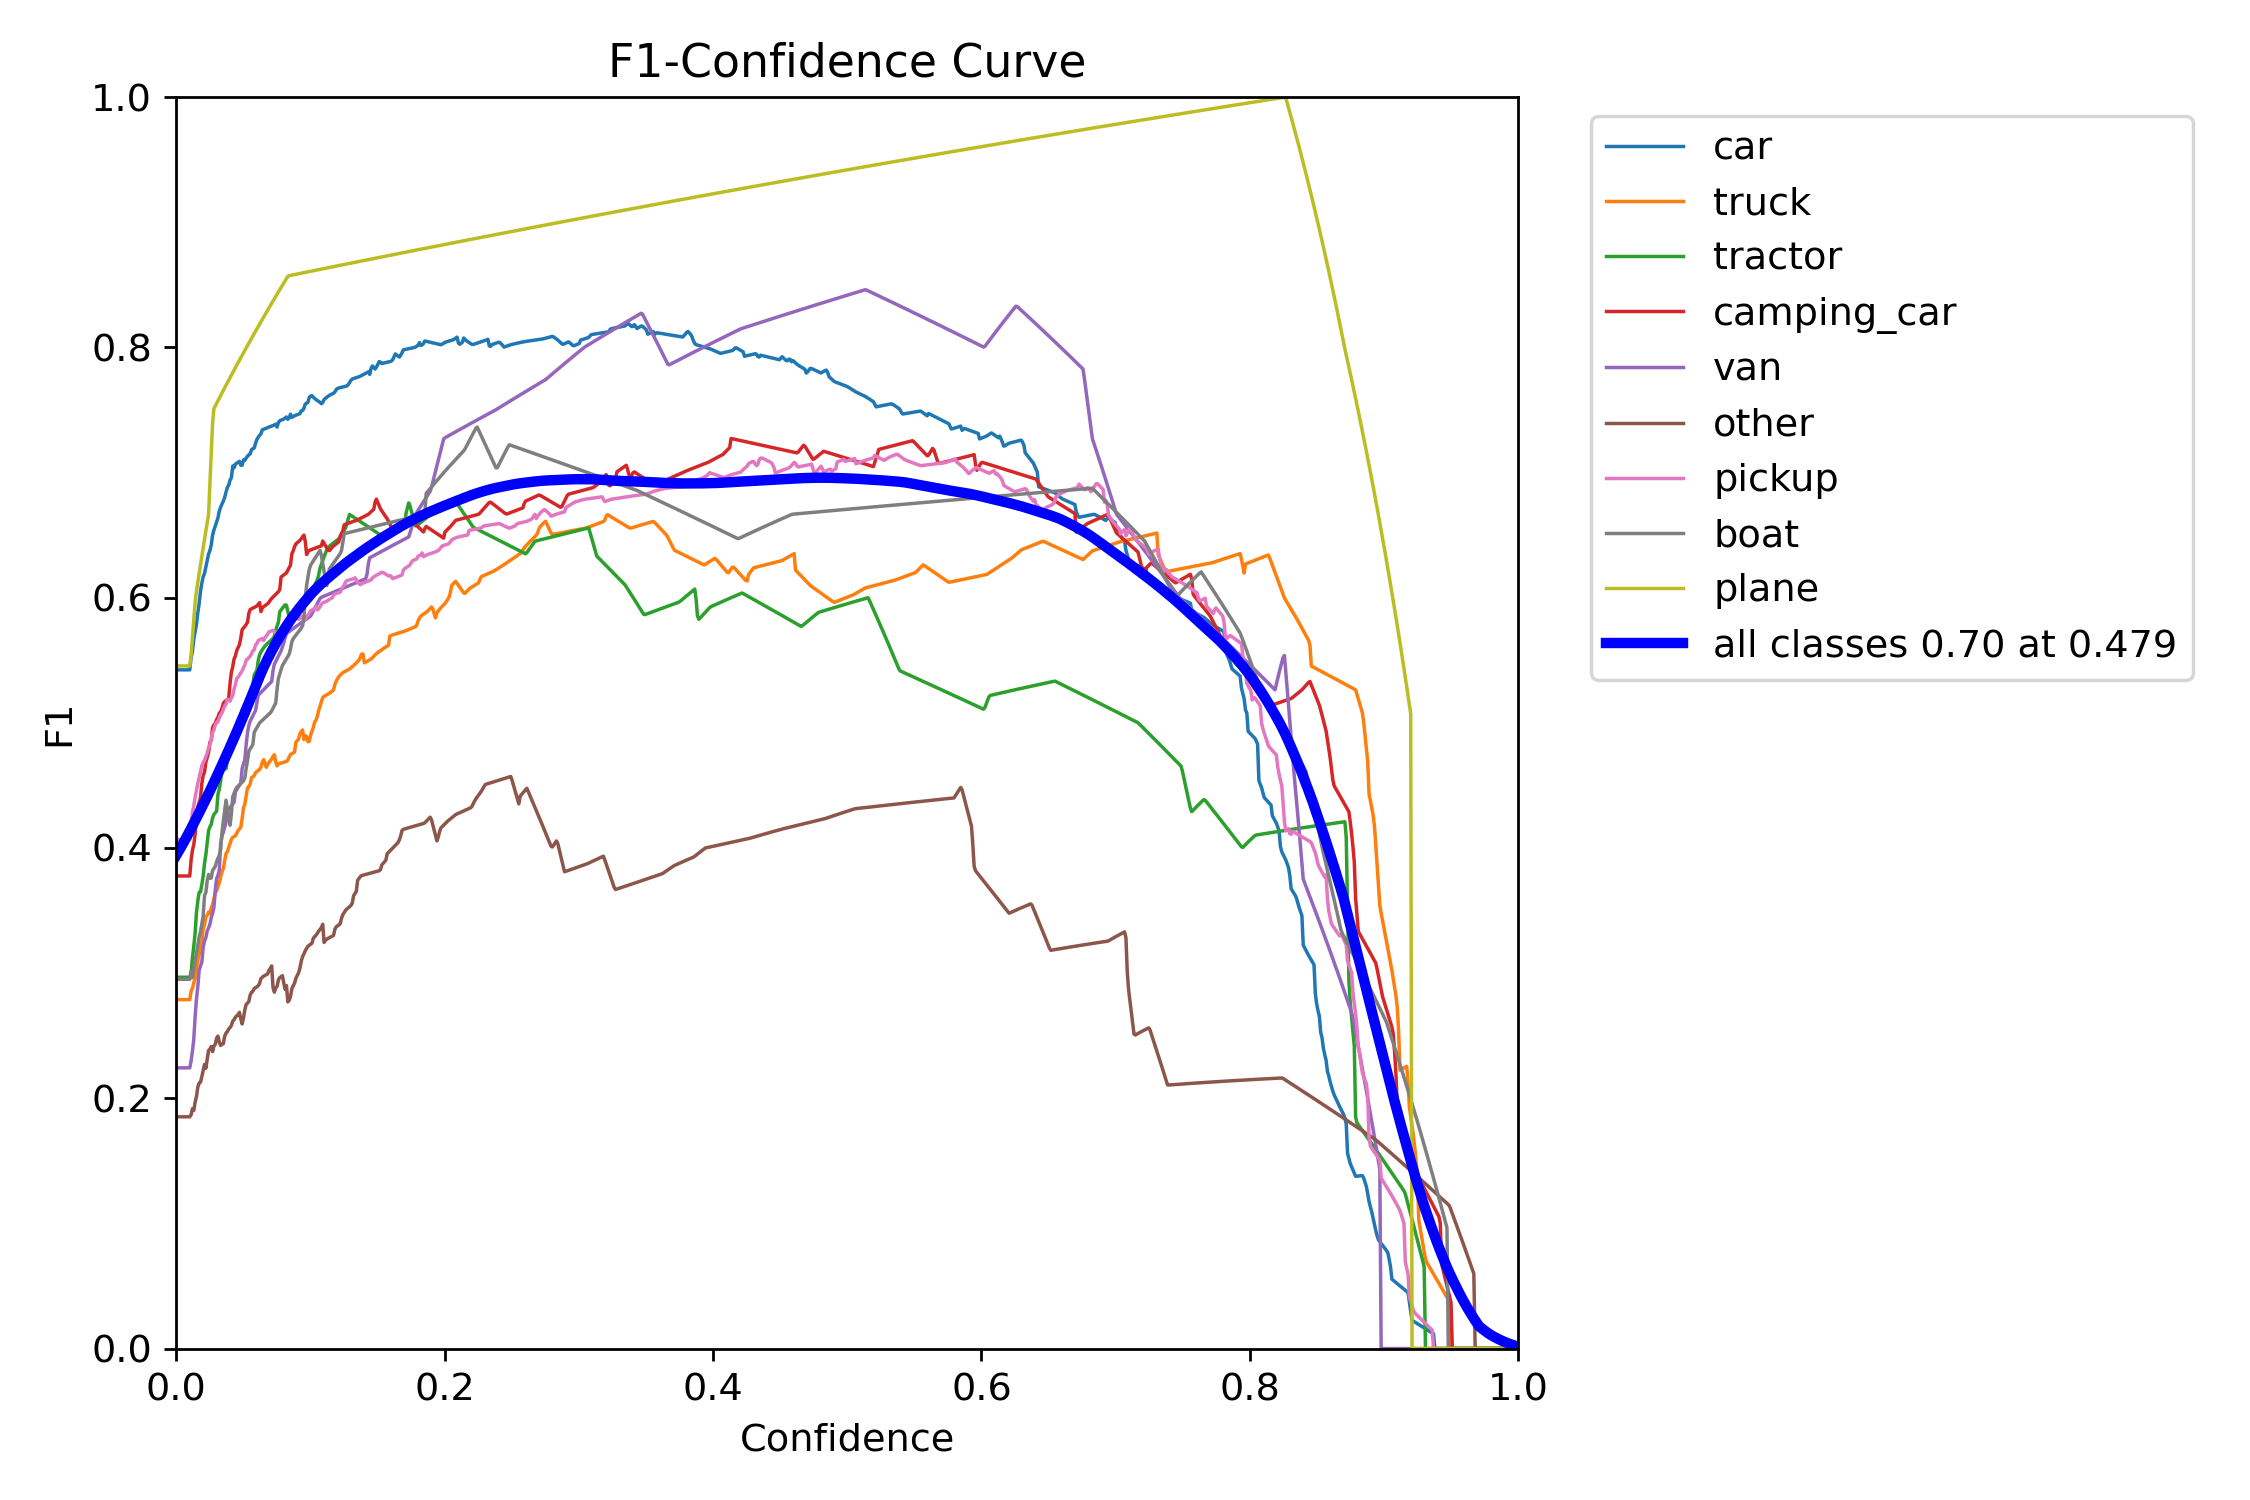 F1-Confidence Curve
1.0
0.8
0.6
0.4
0.2
0.0
F1
0.0 0.2 0.4 0.6 0.8 1.0
Confidence
car
truck
tractor
camping_car
van
other
pickup
boat
plane
all classes 0.70 at 0.479